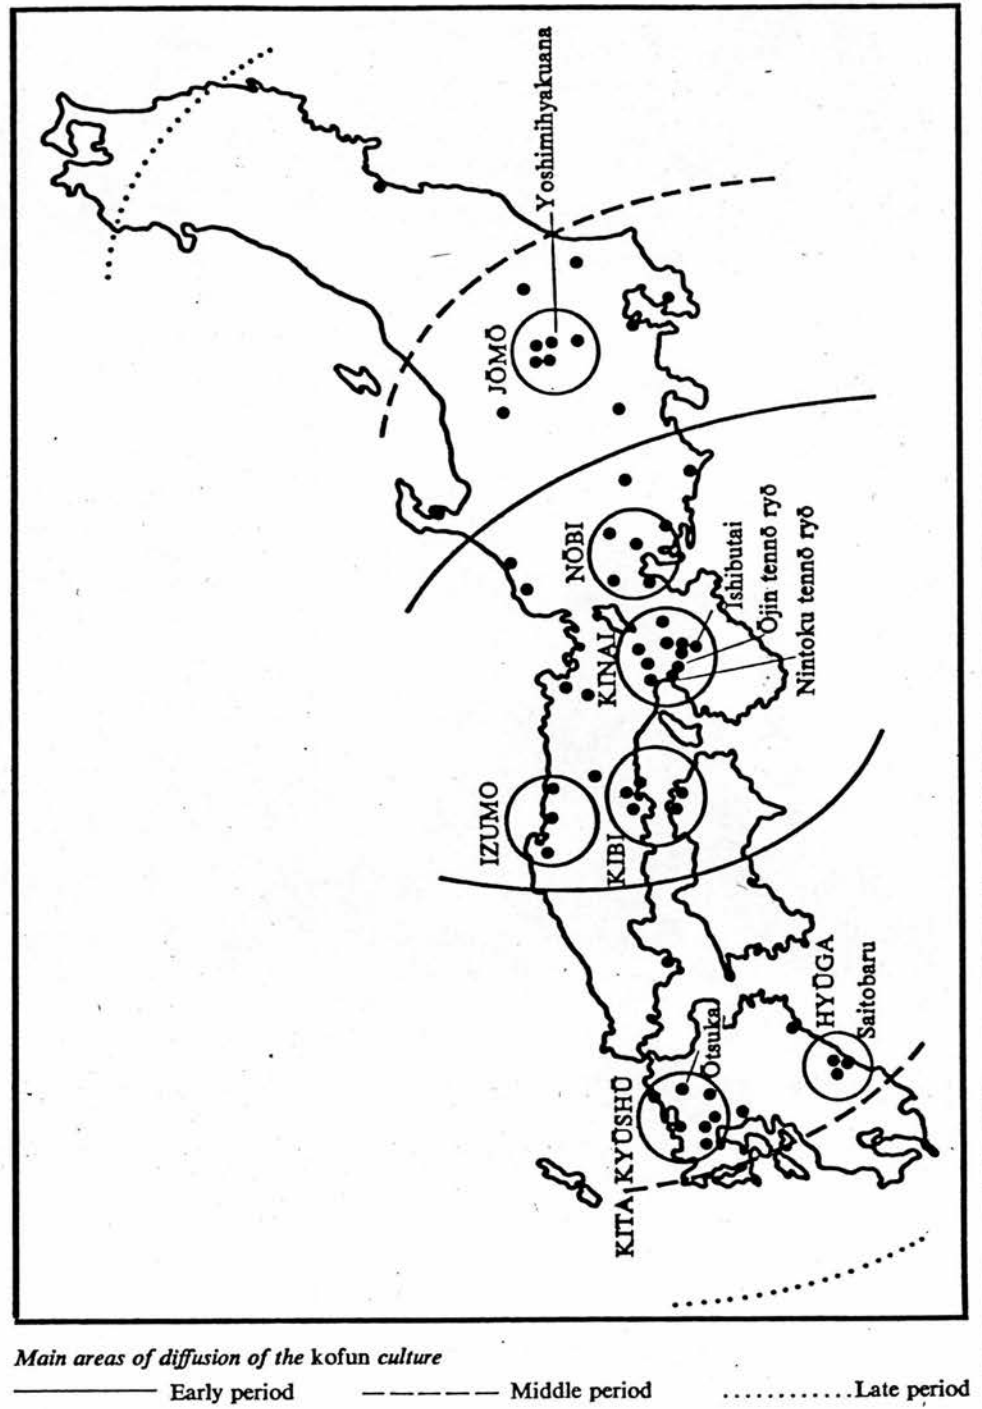 Yoshimihyakuana
JŌMŌ
NŌBI
Ishibutai
Ōjin tennō ryō
Nintoku tennō ryō
KINAI
IZUMO
KIBI
HYŪGA
Saitobaru
Ōtsuka
KITA KYŪSHŪ
Main areas of diffusion of the kofun culture
Early period Middle period Late period